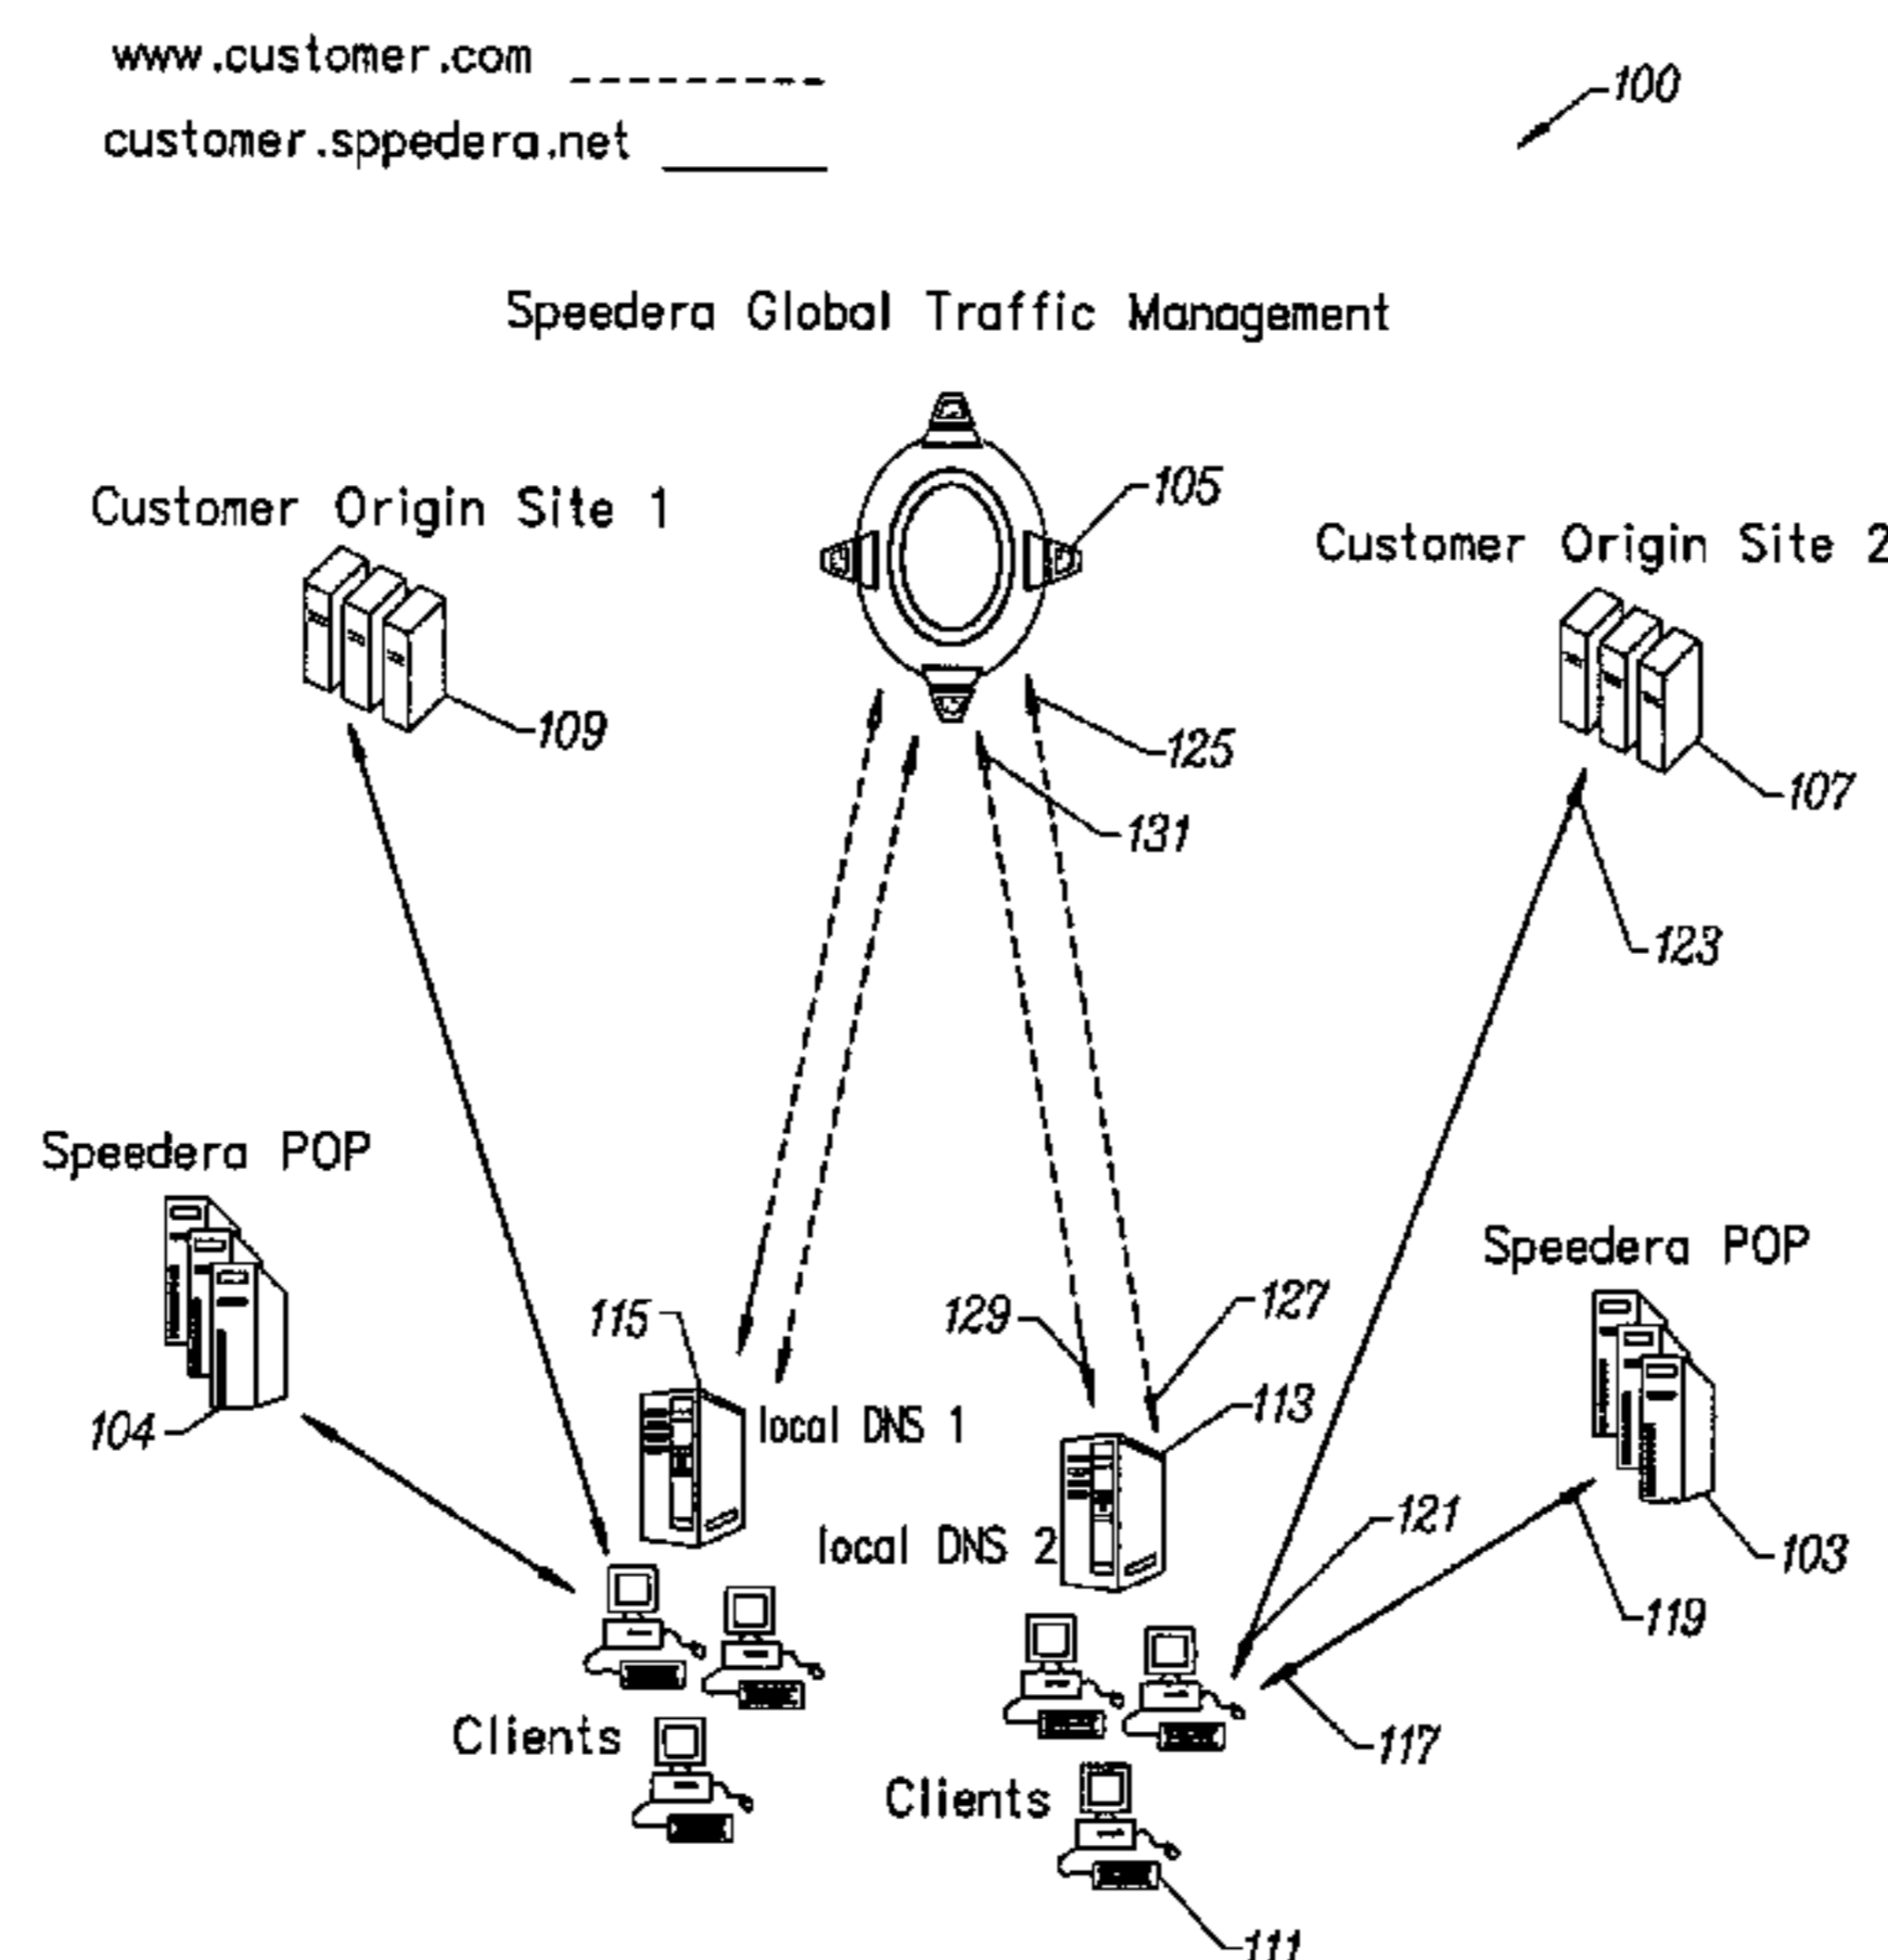 www.customer.com
customer.sppedera.net
100
Speedera Global Traffic Management
105
Customer Origin Site 1
Customer Origin Site 2
109
125
107
131
123
Speedera POP
Speedera POP
115
129
127
104
local DNS 1
113
local DNS 2
121
103
119
Clients
117
Clients
111